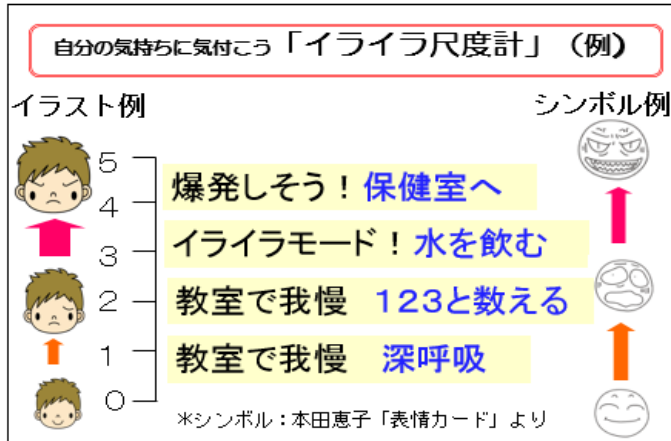 自分の気持ちに気付こう「イライラ尺度計」（例）
イラスト例
シンボル例
5
爆発しそう！保健室へ
4
イライラモード！水を飲む
3
教室で我慢　１２３と数える
2
教室で我慢　深呼吸
1
0
＊シンボル：本田恵子「表情カード」より